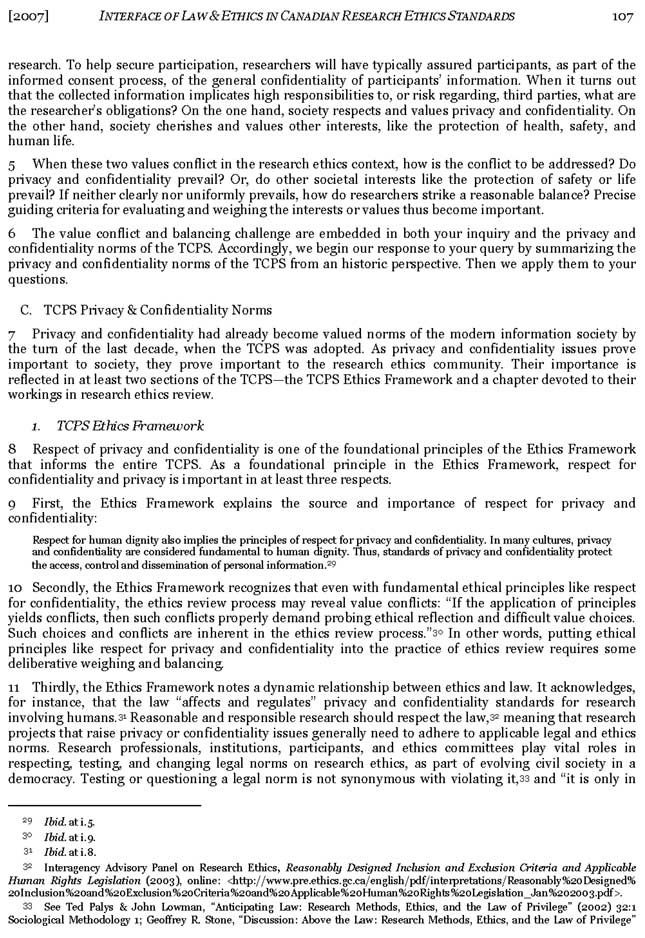 [2007] INTERFACE OF LAW & ETHICS IN CANADIAN RESEARCH ETHICS STANDARDS 107
research. To help secure participation, researchers will have typically assured participants, as part of the
informed consent process, of the general confidentiality of participants' information. When it turns out
that the collected information implicates high responsibilities to, or risk regarding, third parties, what are
the researcher's obligations? On the one hand, society respects and values privacy and confidentiality. On
the other hand, society cherishes and values other interests, like the protection of health, safety, and
human life.
5 When these two values conflict in the research ethics context, how is the conflict to be addressed? Do
privacy and confidentiality prevail? Or, do other societal interests like the protection of safety or life
prevail? If neither clearly nor uniformly prevails, how do researchers strike a reasonable balance? Precise
guiding criteria for evaluating and weighing the interests or values thus become important.
6 The value conflict and balancing challenge are embedded in both your inquiry and the privacy and
confidentiality norms of the TCPS. Accordingly, we begin our response to your query by summarizing the
privacy and confidentiality norms of the TCPS from an historic perspective. Then we apply them to your
questions.
C. TCPS Privacy & Confidentiality Norms
7 Privacy and confidentiality had already become valued norms of the modern information society by
the turn of the last decade, when the TCPS was adopted. As privacy and confidentiality issues prove
important to society, they prove important to the research ethics community. Their importance is
reflected in at least two sections of the TCPS—the TCPS Ethics Framework and a chapter devoted to their
workings in research ethics review.
1. TCPS Ethics Framework
8 Respect of privacy and confidentiality is one of the foundational principles of the Ethics Framework
that informs the entire TCPS. As a foundational principle in the Ethics Framework, respect for
confidentiality and privacy is important in at least three respects.
9 First, the Ethics Framework explains the source and importance of respect for privacy and
confidentiality:
Respect for human dignity also implies the principles of respect for privacy and confidentiality. In many cultures, privacy
and confidentiality are considered fundamental to human dignity. Thus, standards of privacy and confidentiality protect
the access, control and dissemination of personal information.29
10 Secondly, the Ethics Framework recognizes that even with fundamental ethical principles like respect
for confidentiality, the ethics review process may reveal value conflicts: "If the application of principles
yields conflicts, then such conflicts properly demand probing ethical reflection and difficult value choices.
Such choices and conflicts are inherent in the ethics review process."30 In other words, putting ethical
principles like respect for privacy and confidentiality into the practice of ethics review requires some
deliberative weighing and balancing.
11 Thirdly, the Ethics Framework notes a dynamic relationship between ethics and law. It acknowledges,
for instance, that the law "affects and regulates" privacy and confidentiality standards for research
involving humans.31 Reasonable and responsible research should respect the law,32 meaning that research
projects that raise privacy or confidentiality issues generally need to adhere to applicable legal and ethics
norms. Research professionals, institutions, participants, and ethics committees play vital roles in
respecting, testing, and changing legal norms on research ethics, as part of evolving civil society in a
democracy. Testing or questioning a legal norm is not synonymous with violating it,33 and "it is only in
29 Ibid. at i.5.
30 Ibid. at i.9.
31 Ibid. at i.8.
32 Interagency Advisory Panel on Research Ethics, Reasonably Designed Inclusion and Exclusion Criteria and Applicable
Human Rights Legislation (2003), online: <http://www.pre.ethics.gc.ca/english/pdf/interpretations/Reasonably%20Designed%
20Inclusion%20and%20Exclusion%20Criteria%20and%20Applicable%20Human%20Rights%20Legislation_Jan%202003.pdf>.
33 See Ted Palys & John Lowman, "Anticipating Law: Research Methods, Ethics, and the Law of Privilege" (2002) 32:1
Sociological Methodology 1; Geoffrey R. Stone, "Discussion: Above the Law: Research Methods, Ethics, and the Law of Privilege"